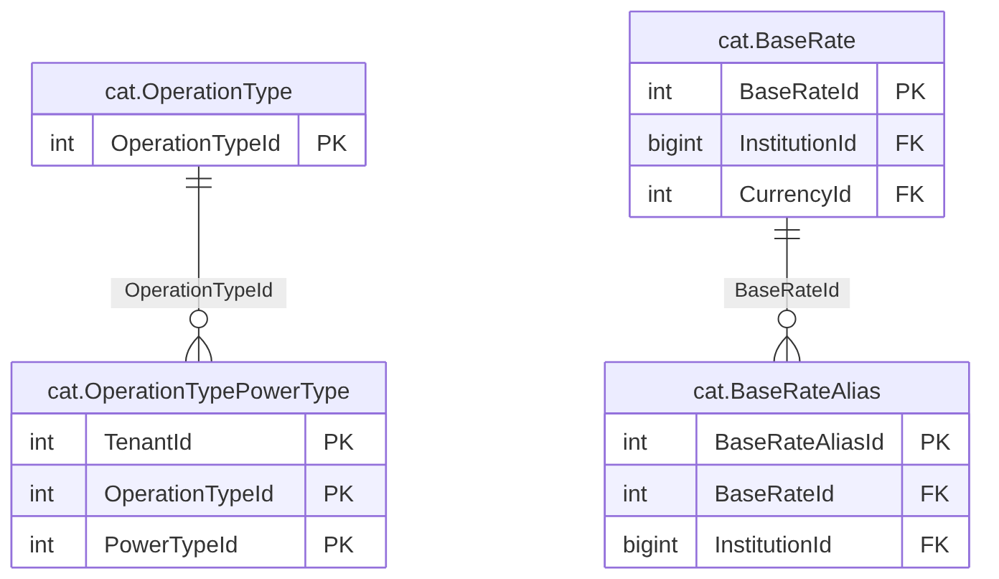 cat.OperationType
int OperationTypeId PK
OperationTypeId
cat.OperationTypePowerType
int TenantId PK
int OperationTypeId PK
int PowerTypeId PK
cat.BaseRate
int BaseRateId PK
bigint InstitutionId FK
int CurrencyId FK
BaseRateId
cat.BaseRateAlias
int BaseRateAliasId PK
int BaseRateId FK
bigint InstitutionId FK